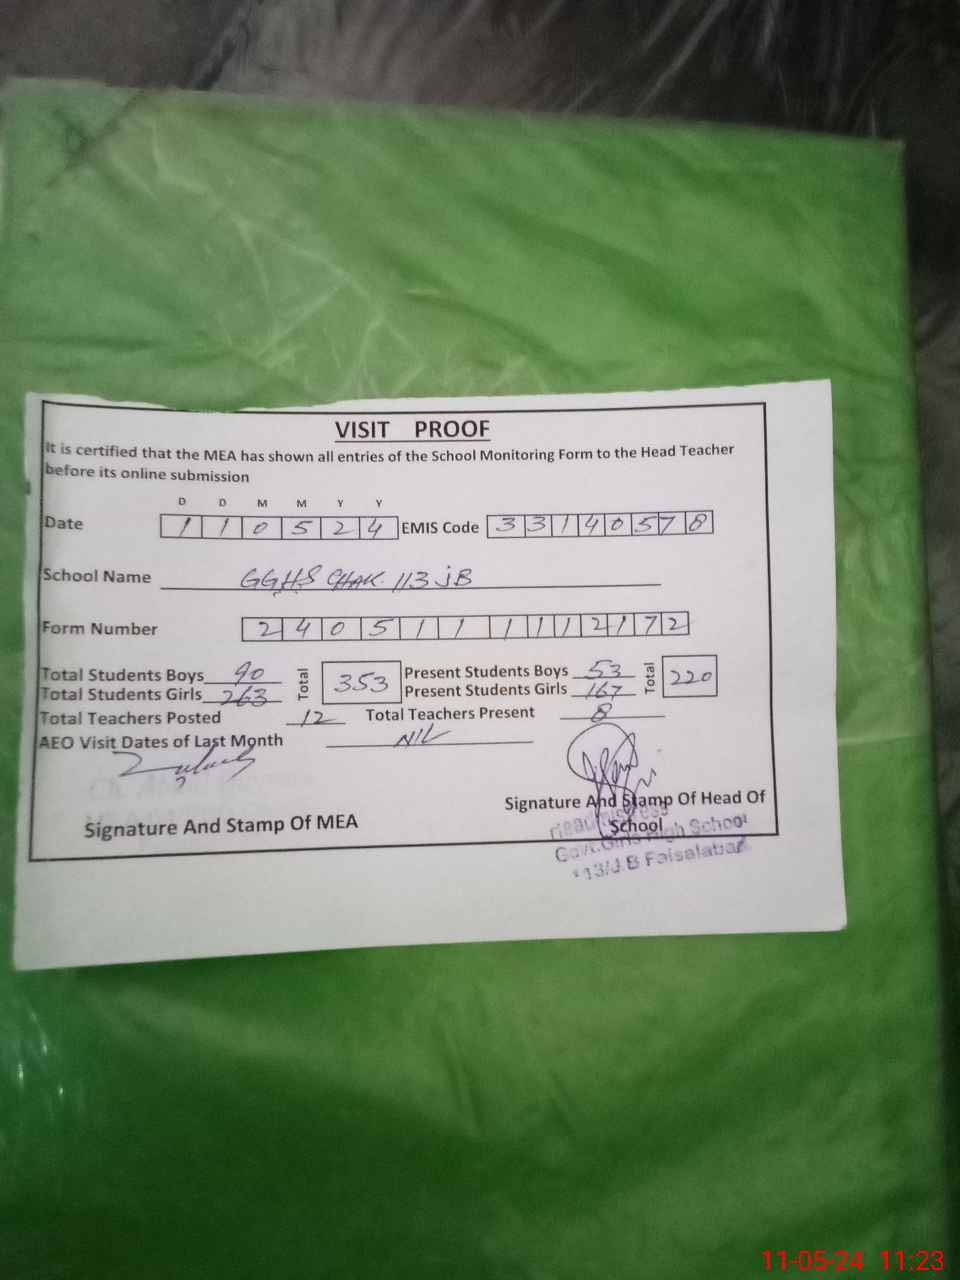 VISIT PROOF
It is certified that the MEA has shown all entries of the School Monitoring Form to the Head Teacher
before its online submission
D D M M Y Y
Date 1 1 0 5 2 4 EMIS Code 3 3 1 4 0 5 7 8
School Name GGHS CHAK 113 JB
Form Number 2 4 0 5 1 1 1 1 1 2 1 7 2
Total Students Boys 90 Total 353 Present Students Boys 53 Total 220
Total Students Girls 263 Present Students Girls 167
Total Teachers Posted 12 Total Teachers Present 8
AEO Visit Dates of Last Month NIL
Signature And Stamp Of MEA
Signature And Stamp Of Head Of
School
Headmistress
Govt. Girls High School
113/J.B Faisalabad
11-05-24 11:23